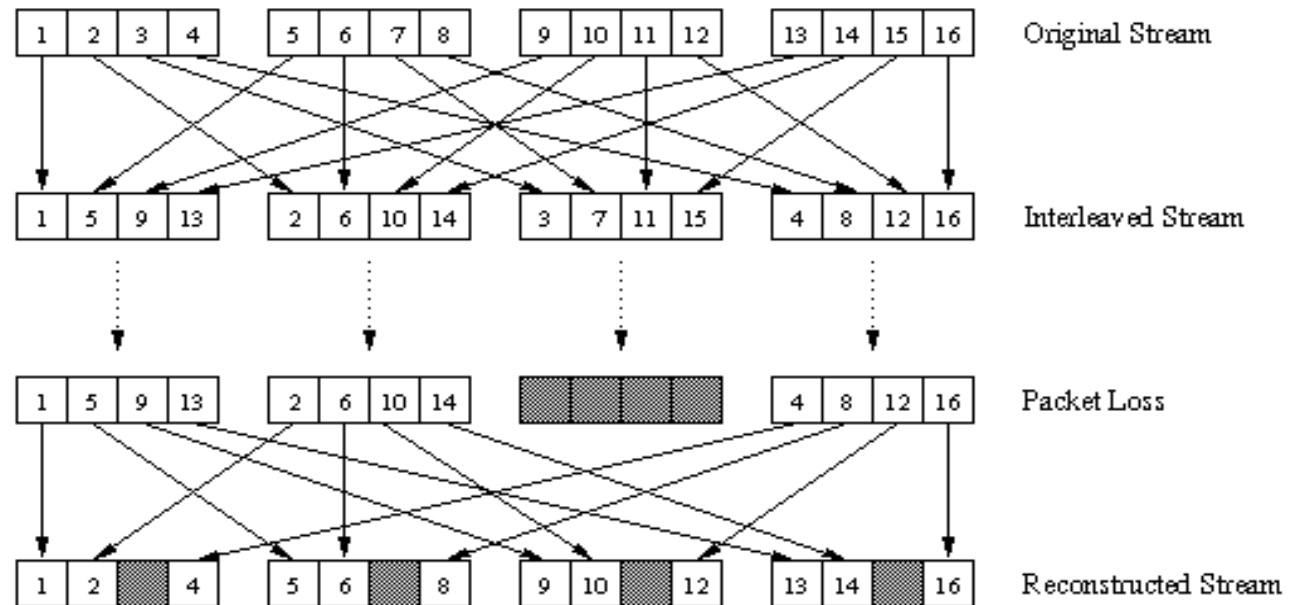 1 2 3 4 5 6 7 8 9 10 11 12 13 14 15 16 Original Stream
1 5 9 13 2 6 10 14 3 7 11 15 4 8 12 16 Interleaved Stream
1 5 9 13 2 6 10 14 4 8 12 16 Packet Loss
1 2 4 5 6 8 9 10 12 13 14 16 Reconstructed Stream